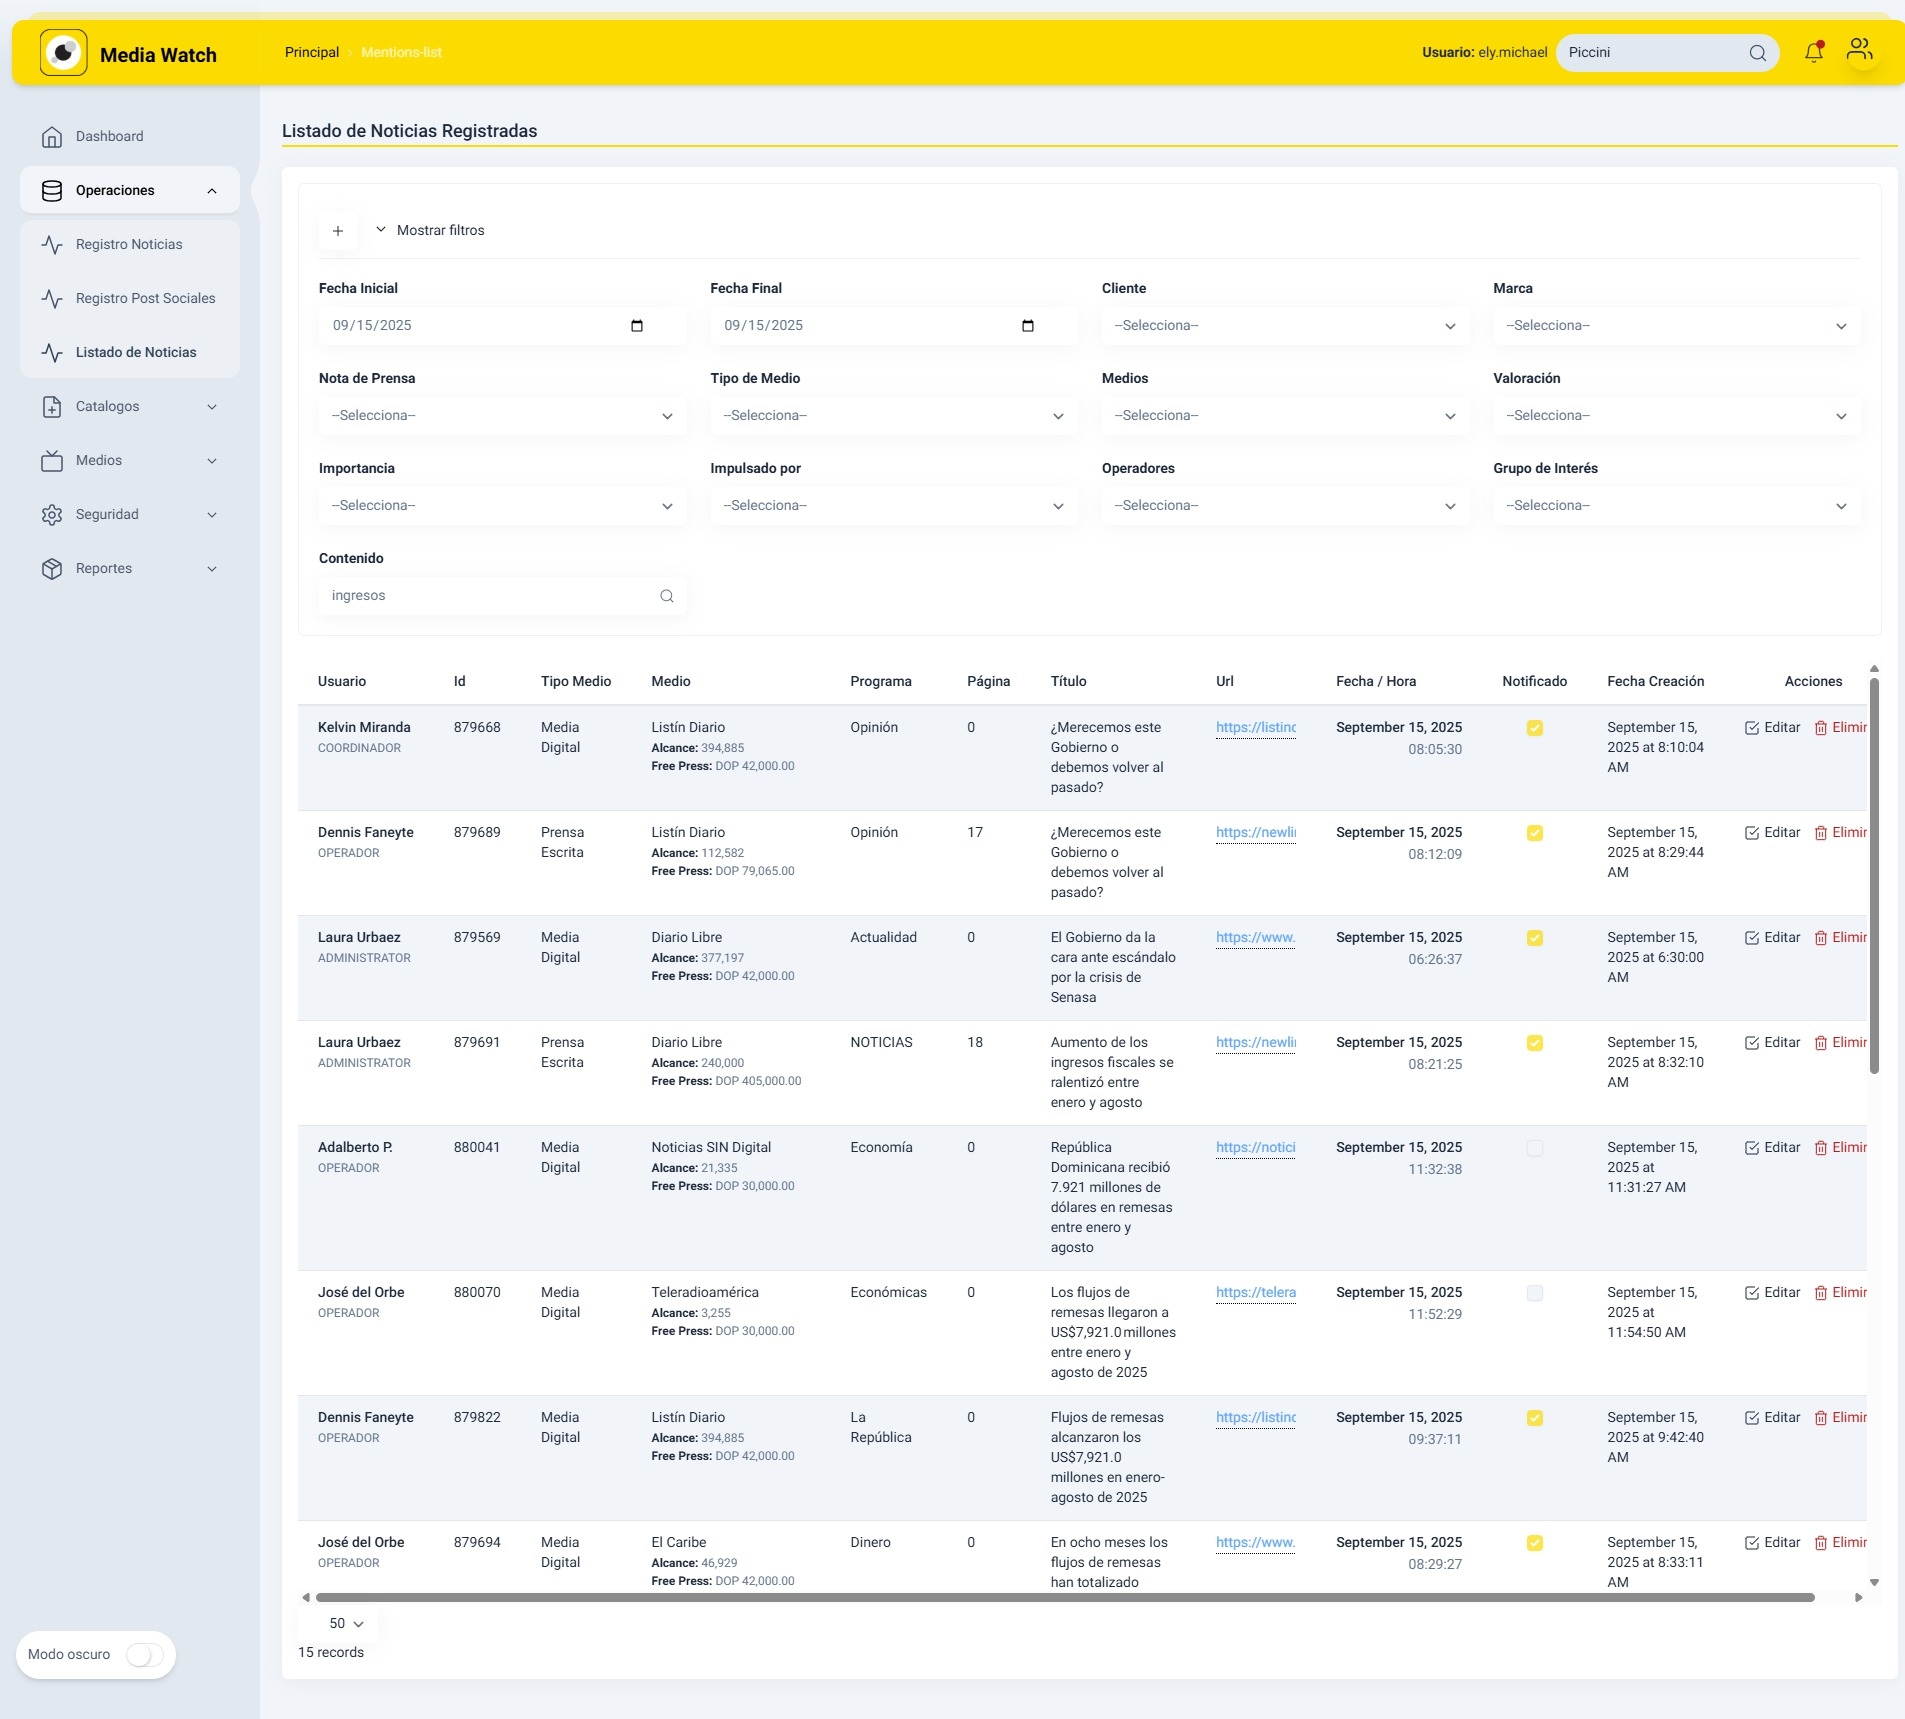 Media Watch
Principal › Mentions-list
Usuario: ely.michael
Piccini
Dashboard
Operaciones
Registro Noticias
Registro Post Sociales
Listado de Noticias
Catalogos
Medios
Seguridad
Reportes
Modo oscuro
Listado de Noticias Registradas
+ Mostrar filtros
Fecha Inicial Fecha Final Cliente Marca
09/15/2025 09/15/2025 --Selecciona-- --Selecciona--
Nota de Prensa Tipo de Medio Medios Valoración
--Selecciona-- --Selecciona-- --Selecciona-- --Selecciona--
Importancia Impulsado por Operadores Grupo de Interés
--Selecciona-- --Selecciona-- --Selecciona-- --Selecciona--
Contenido
ingresos
Usuario Id Tipo Medio Medio Programa Página Título Url Fecha / Hora Notificado Fecha Creación Acciones
Kelvin Miranda 879668 Media Listín Diario Opinión 0 ¿Merecemos este https://listinc September 15, 2025 September 15, Editar Elimir
COORDINADOR Digital Alcance: 394,885 Gobierno o 08:05:30 2025 at 8:10:04
Free Press: DOP 42,000.00 debemos volver al AM
pasado?
Dennis Faneyte 879689 Prensa Listín Diario Opinión 17 ¿Merecemos este https://newli September 15, 2025 September 15, Editar Elimir
OPERADOR Escrita Alcance: 112,582 Gobierno o 08:12:09 2025 at 8:29:44
Free Press: DOP 79,065.00 debemos volver al AM
pasado?
Laura Urbaez 879569 Media Diario Libre Actualidad 0 El Gobierno da la https://www. September 15, 2025 September 15, Editar Elimir
ADMINISTRATOR Digital Alcance: 377,197 cara ante escándalo 06:26:37 2025 at 6:30:00
Free Press: DOP 42,000.00 por la crisis de AM
Senasa
Laura Urbaez 879691 Prensa Diario Libre NOTICIAS 18 Aumento de los https://newli September 15, 2025 September 15, Editar Elimir
ADMINISTRATOR Escrita Alcance: 240,000 ingresos fiscales se 08:21:25 2025 at 8:32:10
Free Press: DOP 405,000.00 ralentizó entre AM
enero y agosto
Adalberto P. 880041 Media Noticias SIN Digital Economía 0 República https://notici September 15, 2025 September 15, Editar Elimir
OPERADOR Digital Alcance: 21,335 Dominicana recibió 11:32:38 2025 at
Free Press: DOP 30,000.00 7.921 millones de 11:31:27 AM
dólares en remesas
entre enero y
agosto
José del Orbe 880070 Media Teleradioamérica Económicas 0 Los flujos de https://telera September 15, 2025 September 15, Editar Elimir
OPERADOR Digital Alcance: 3,255 remesas llegaron a 11:52:29 2025 at
Free Press: DOP 30,000.00 US$7,921.0 millones 11:54:50 AM
entre enero y
agosto de 2025
Dennis Faneyte 879822 Media Listín Diario La 0 Flujos de remesas https://listinc September 15, 2025 September 15, Editar Elimir
OPERADOR Digital Alcance: 394,885 República alcanzaron los 09:37:11 2025 at 9:42:40
Free Press: DOP 42,000.00 US$7,921.0 AM
millones en enero-
agosto de 2025
José del Orbe 879694 Media El Caribe Dinero 0 En ocho meses los https://www. September 15, 2025 September 15, Editar Elimir
OPERADOR Digital Alcance: 46,929 flujos de remesas 08:29:27 2025 at 8:33:11
Free Press: DOP 42,000.00 han totalizado AM
50
15 records